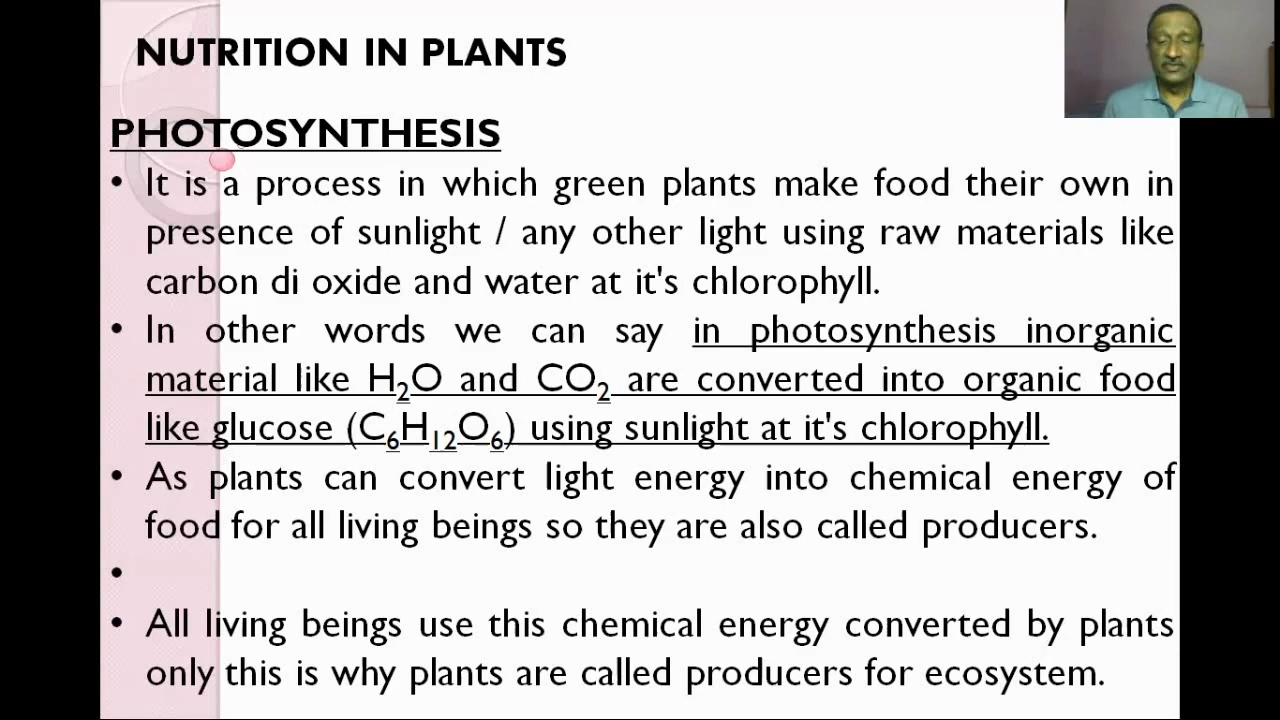 NUTRITION IN PLANTS
PHOTOSYNTHESIS
• It is a process in which green plants make food their own in
presence of sunlight / any other light using raw materials like
carbon di oxide and water at it's chlorophyll.
• In other words we can say in photosynthesis inorganic
material like H₂O and CO₂ are converted into organic food
like glucose (C₆H₁₂O₆) using sunlight at it's chlorophyll.
• As plants can convert light energy into chemical energy of
food for all living beings so they are also called producers.
•
• All living beings use this chemical energy converted by plants
only this is why plants are called producers for ecosystem.